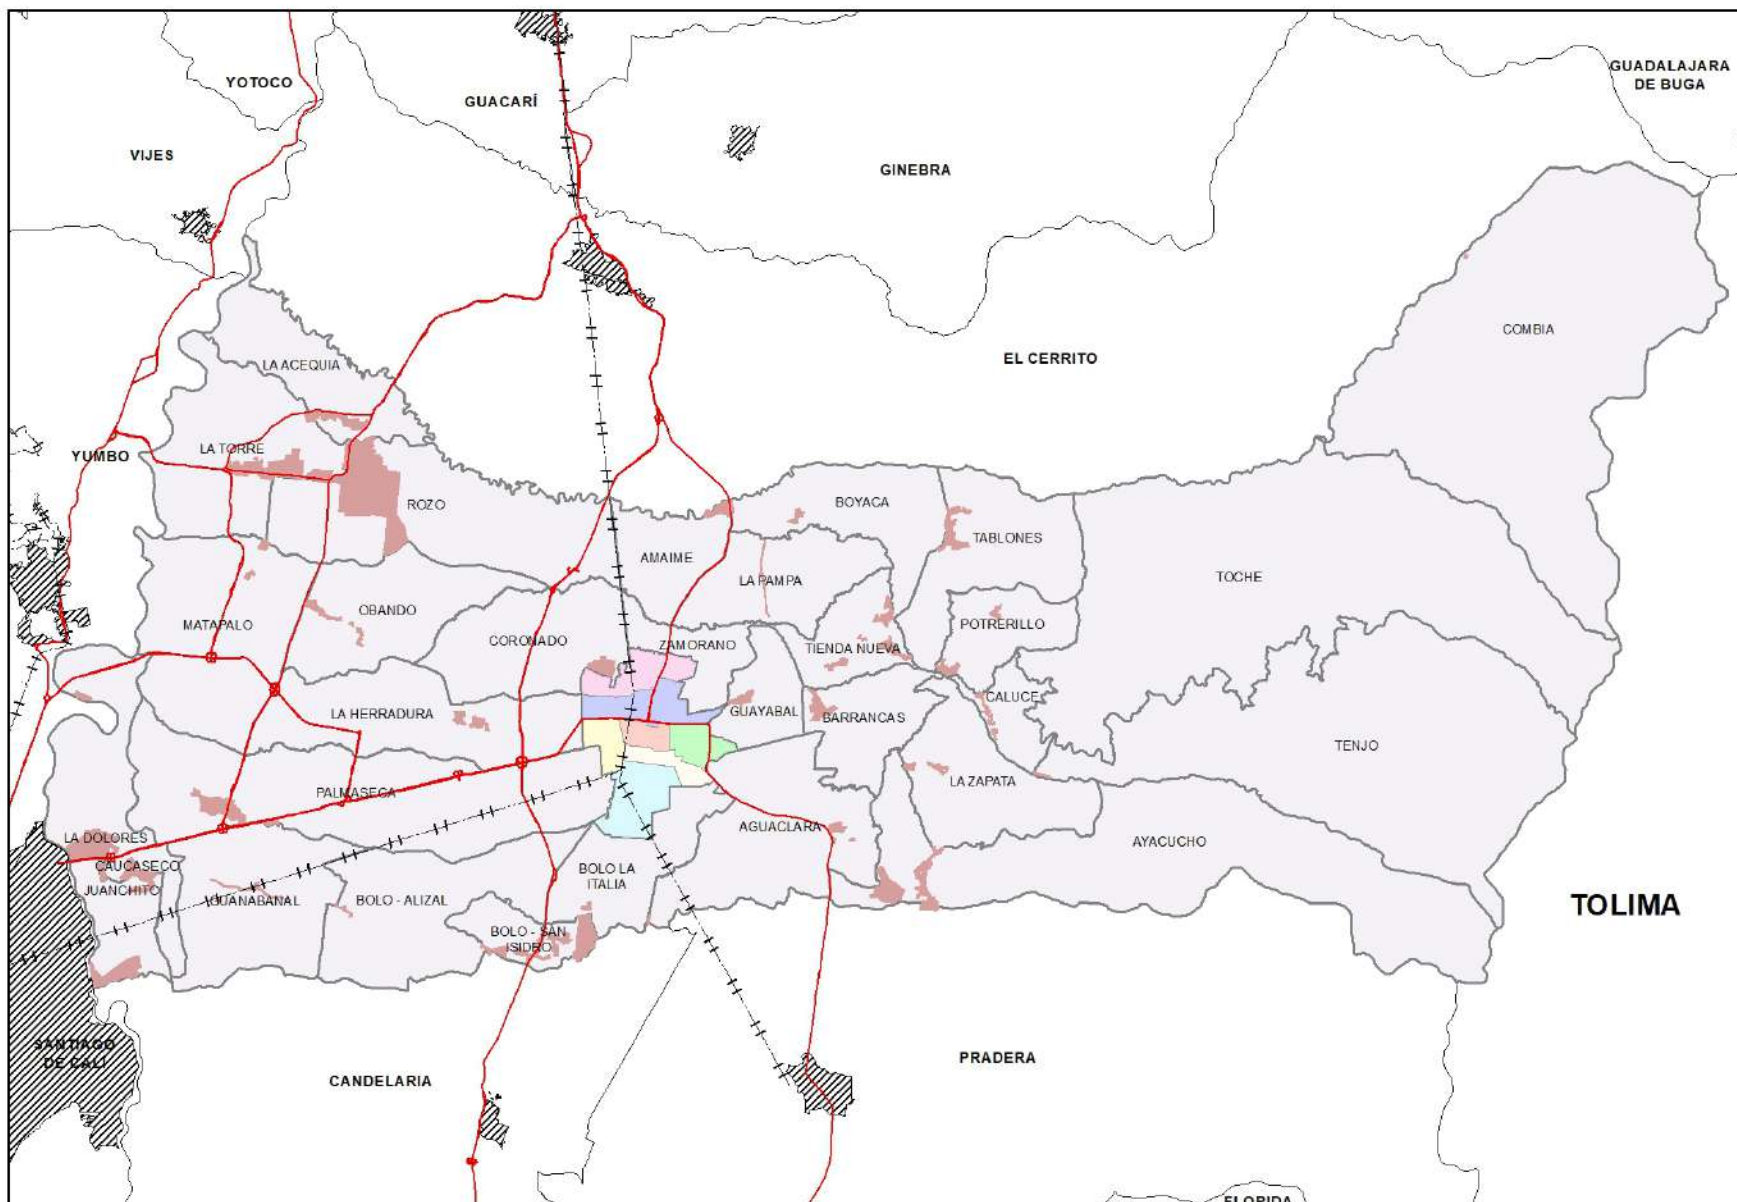 YOTOCO
GUACARÍ
GUADALAJARA
DE BUGA
VIJES
GINEBRA
COMBIA
EL CERRITO
LA ACEQUIA
LA TORRE
YUMBO
ROZO
BOYACA
TABLONES
AMAIME
LA PAMPA
TOCHE
OBANDO
MATAPALO
CORONADO
ZAMORANO
TIENDA NUEVA
POTRERILLO
CALUCE
LA HERRADURA
GUAYABAL
BARRANCAS
TENJO
PALMASECA
LA ZAPATA
LA DOLORES
AGUACLARA
AYACUCHO
CAUCASECO
JUANCHITO
GUANABANAL
BOLO - ALIZAL
BOLO LA
ITALIA
BOLO - SAN
ISIDRO
TOLIMA
SANTIAGO
DE CALI
CANDELARIA
PRADERA
FLORIDA